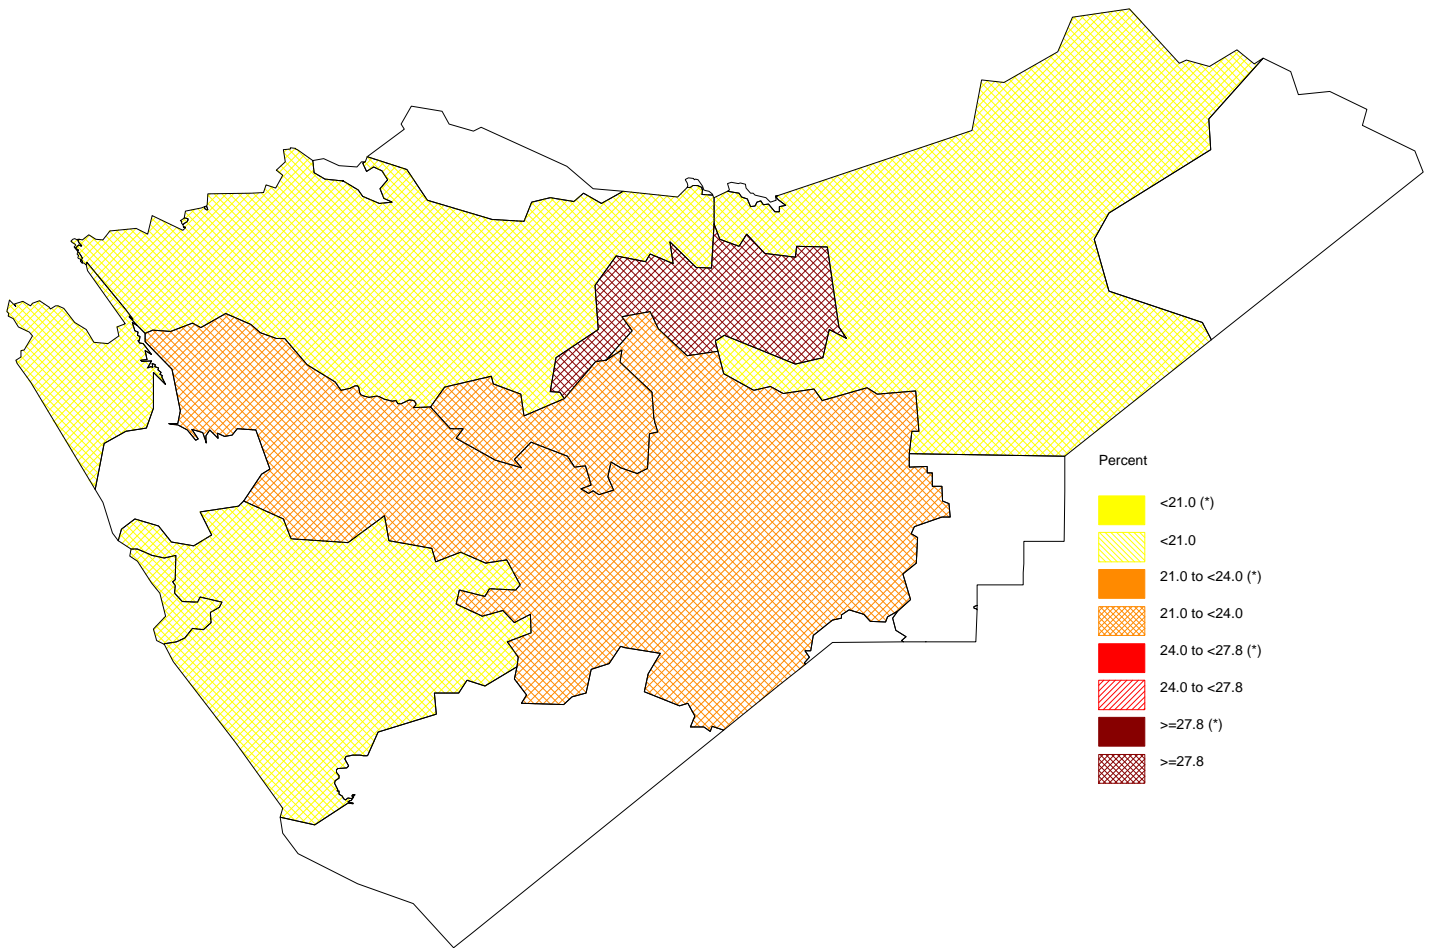 Percent
<21.0 (*)
<21.0
21.0 to <24.0 (*)
21.0 to <24.0
24.0 to <27.8 (*)
24.0 to <27.8
>=27.8 (*)
>=27.8